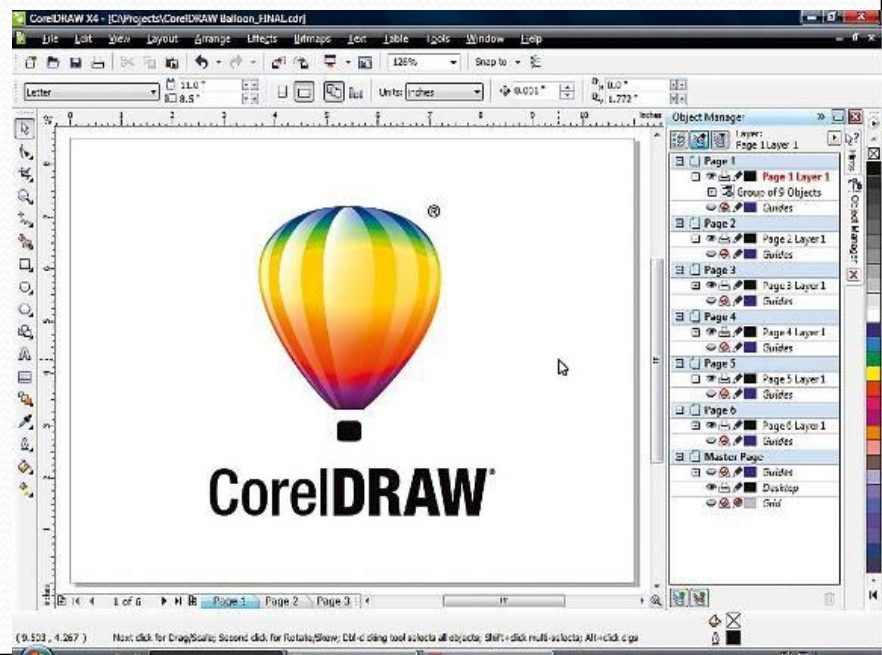 CorelDRAW X4 - [C:\Projects\CorelDRAW Balloon_FINAL.cdr]
File Edit View Layout Arrange Effects Bitmaps Text Table Tools Window Help
126% Snap to
Letter 11.0" 8.5" Units: inches 0.001" 0.0" 1.772"
inches
Object Manager
Layer:
Page 1 Layer 1
Page 1
Page 1 Layer 1
Group of 9 Objects
Guides
Page 2
Page 2 Layer 1
Guides
Page 3
Page 3 Layer 1
Guides
Page 4
Page 4 Layer 1
Guides
Page 5
Page 5 Layer 1
Guides
Page 6
Page 6 Layer 1
Guides
Master Page
Guides
Desktop
Grid
Hints
Object Manager
®
CorelDRAW®
1 of 6 Page 1 Page 2 Page 3
(9.503, 4.267) Next click for Drag/Scale; Second click for Rotate/Skew; Dbl-clicking tool selects all objects; Shift+click multi-selects; Alt+click digs